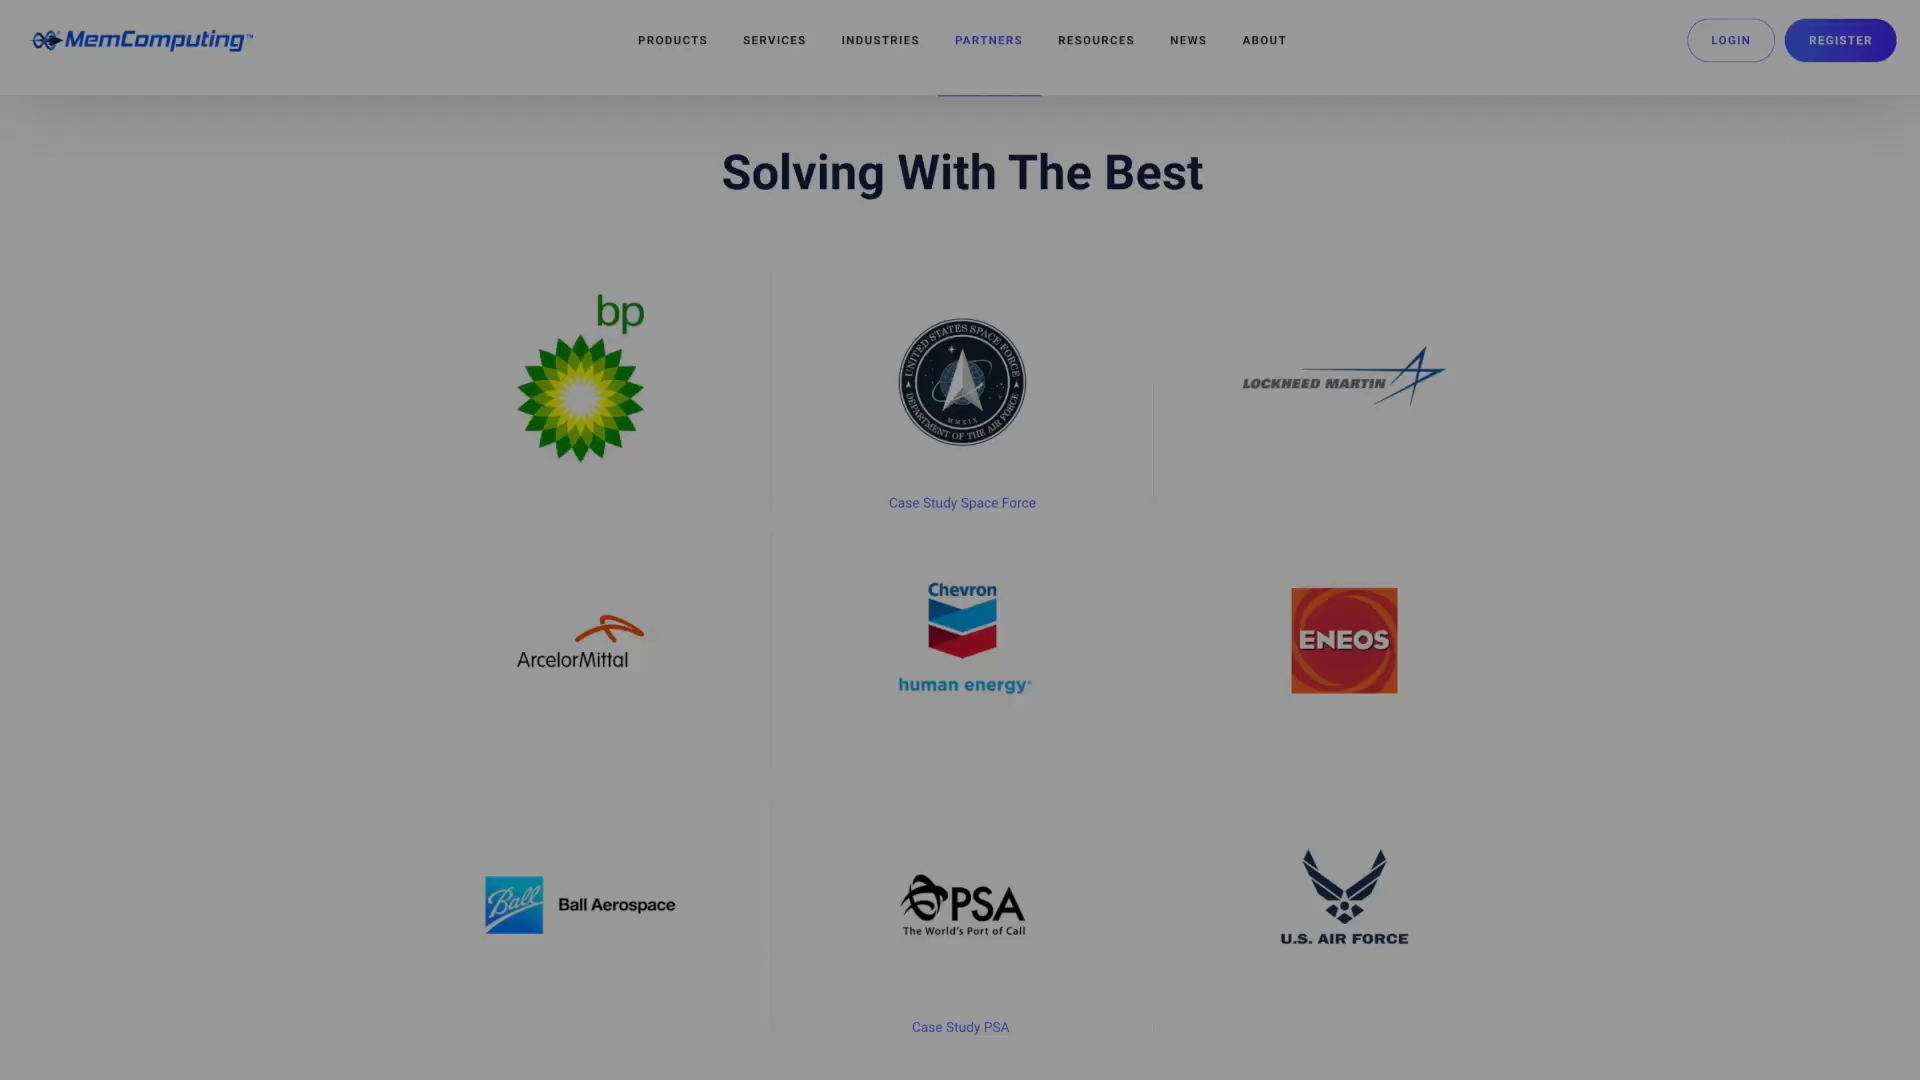 MemComputing™
PRODUCTS SERVICES INDUSTRIES PARTNERS RESOURCES NEWS ABOUT
LOGIN REGISTER
Solving With The Best
bp
UNITED STATES SPACE FORCE
MMXIX
DEPARTMENT OF THE AIR FORCE
LOCKHEED MARTIN
Case Study Space Force
ArcelorMittal
Chevron
human energy®
ENEOS
Ball
Ball Aerospace
PSA
The World's Port of Call
U.S. AIR FORCE
Case Study PSA